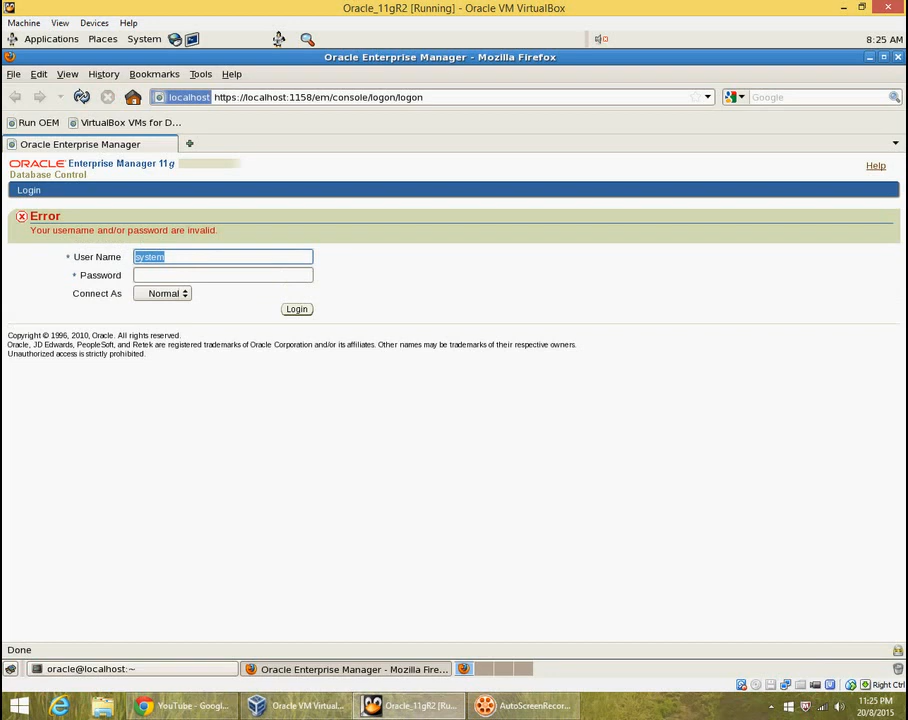 Oracle_11gR2 [Running] - Oracle VM VirtualBox
Machine View Devices Help
Applications Places System 8:25 AM
Oracle Enterprise Manager - Mozilla Firefox
File Edit View History Bookmarks Tools Help
localhost https://localhost:1158/em/console/logon/logon Google
Run OEM VirtualBox VMs for D...
Oracle Enterprise Manager
ORACLE Enterprise Manager 11g
Database Control
Help
Login
Error
Your username and/or password are invalid.
* User Name system
* Password
Connect As Normal
Login
Copyright © 1996, 2010, Oracle. All rights reserved.
Oracle, JD Edwards, PeopleSoft, and Retek are registered trademarks of Oracle Corporation and/or its affiliates. Other names may be trademarks of their respective owners.
Unauthorized access is strictly prohibited.
Done
oracle@localhost:~ Oracle Enterprise Manager - Mozilla Fire...
Right Ctrl
YouTube - Googl... Oracle VM Virtual... Oracle_11gR2 [Ru... AutoScreenRecor...
11:25 PM
20/8/2015